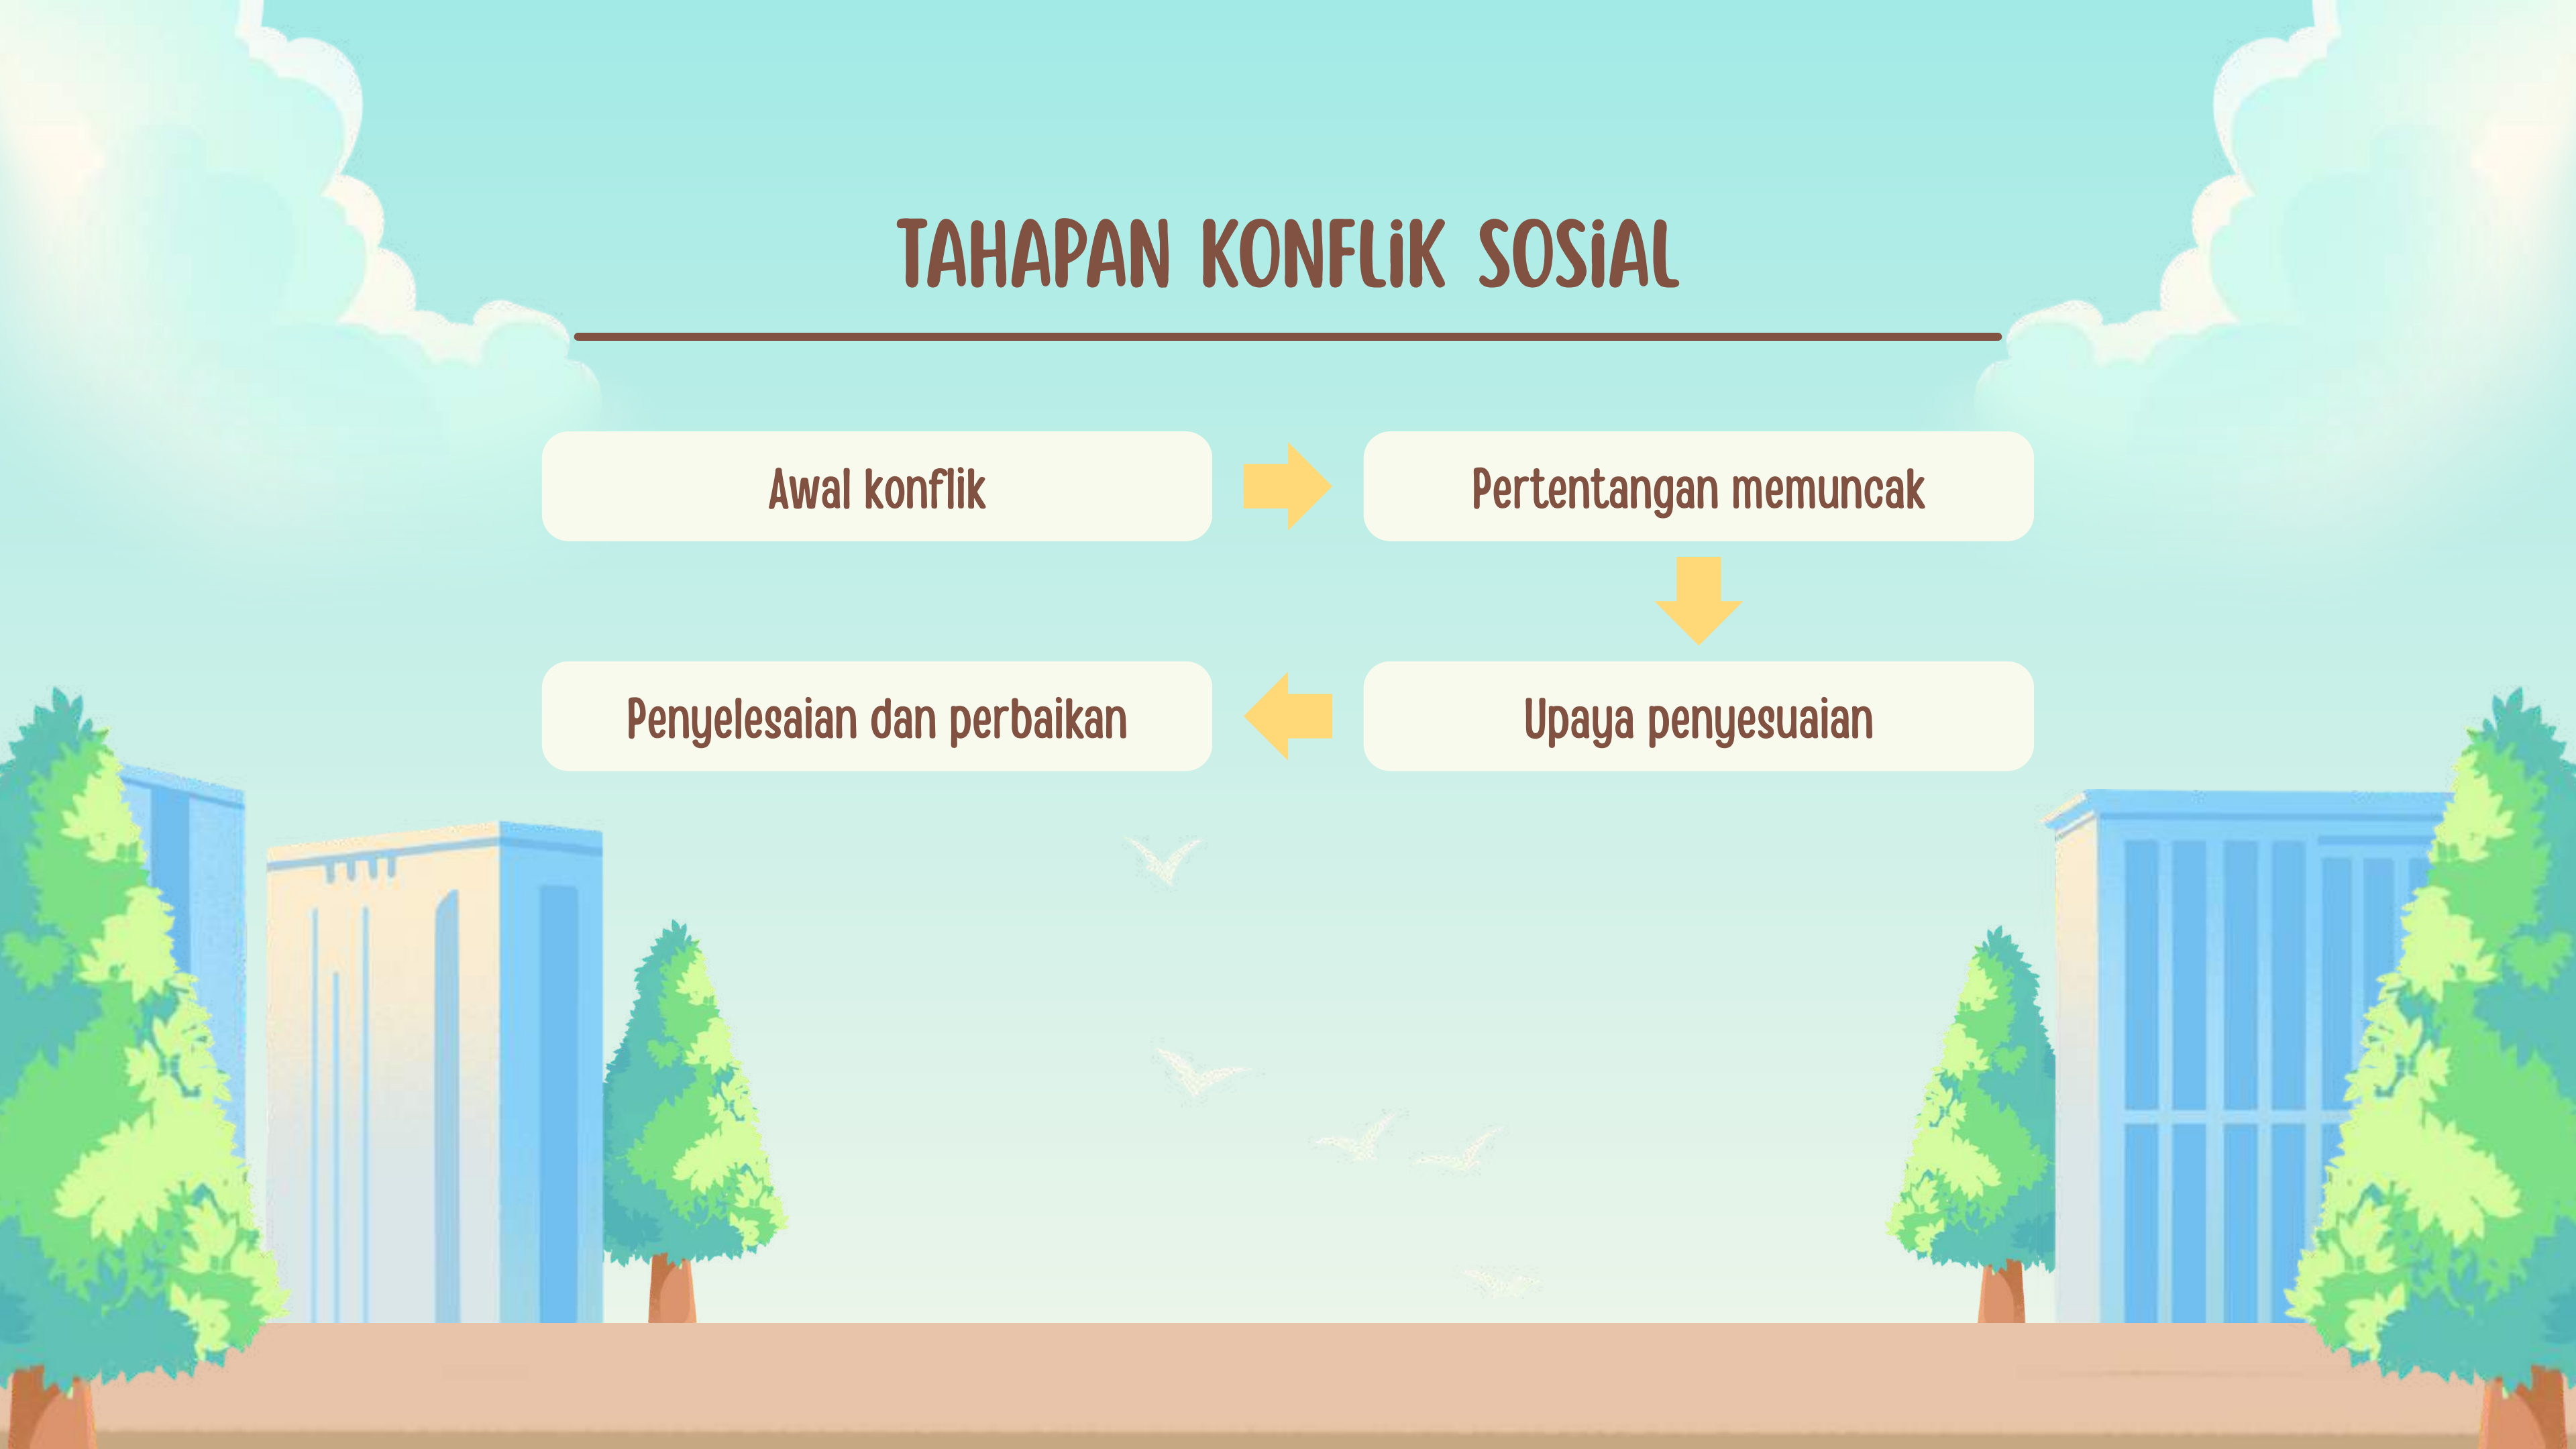 TAHAPAN KONFLiK SOSiAL
Awal konflik
Pertentangan memuncak
Upaya penyesuaian
Penyelesaian dan perbaikan